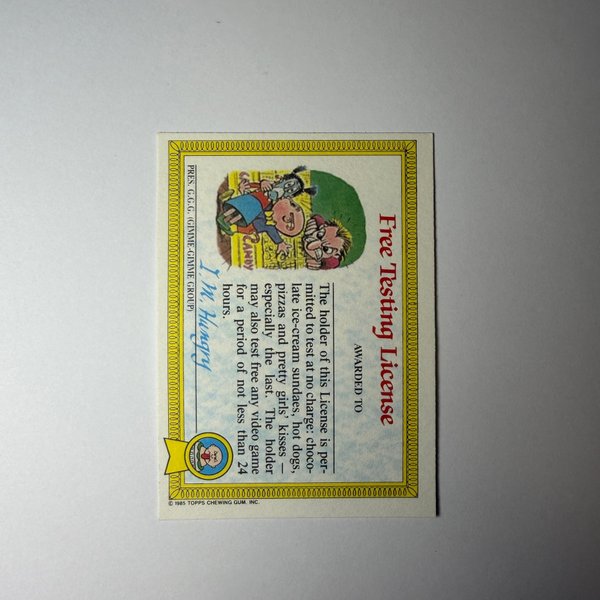 Free Testing License
AWARDED TO
The holder of this License is per-
mitted to test at no charge: choco-
late ice-cream sundaes, hot dogs,
pizzas and pretty girls' kisses —
especially the last. The holder
may also test free any video game
for a period of not less than 24
hours.
CANDY
I M. Hungry
PRES. G.G.G. (GIMME-GIMME GROUP)
© 1985 TOPPS CHEWING GUM, INC.